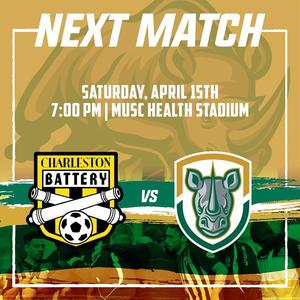 NEXT MATCH
SATURDAY, APRIL 15TH
7:00 PM | MUSC HEALTH STADIUM
CHARLESTON
BATTERY
VS